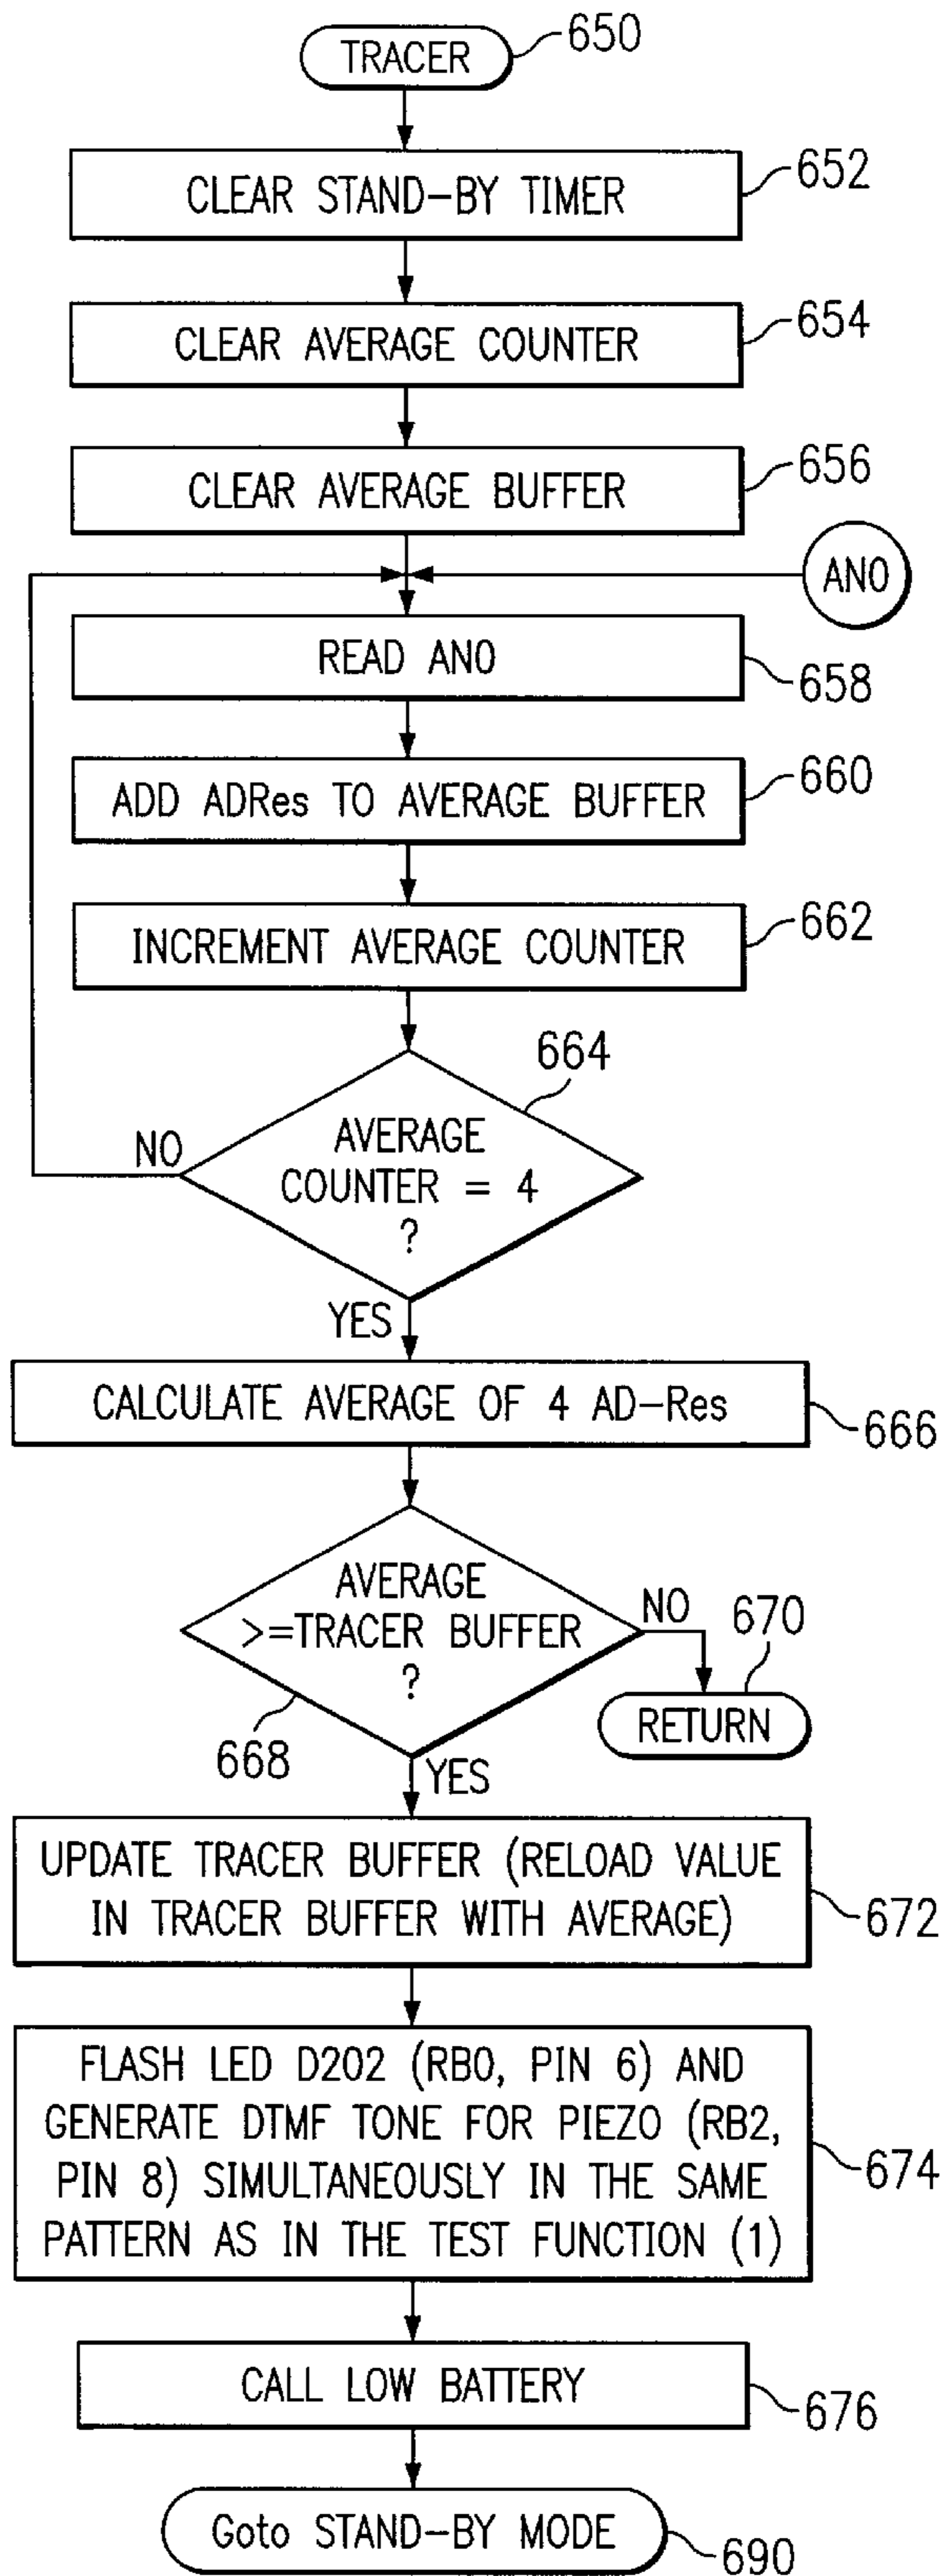 TRACER
650
CLEAR STAND-BY TIMER
652
CLEAR AVERAGE COUNTER
654
CLEAR AVERAGE BUFFER
656
AN0
READ AN0
658
ADD ADRes TO AVERAGE BUFFER
660
INCREMENT AVERAGE COUNTER
662
664
AVERAGE
COUNTER = 4
?
NO
YES
CALCULATE AVERAGE OF 4 AD-Res
666
AVERAGE
>=TRACER BUFFER
?
NO
670
RETURN
668
YES
UPDATE TRACER BUFFER (RELOAD VALUE
IN TRACER BUFFER WITH AVERAGE)
672
FLASH LED D202 (RB0, PIN 6) AND
GENERATE DTMF TONE FOR PIEZO (RB2,
PIN 8) SIMULTANEOUSLY IN THE SAME
PATTERN AS IN THE TEST FUNCTION (1)
674
CALL LOW BATTERY
676
Goto STAND-BY MODE
690